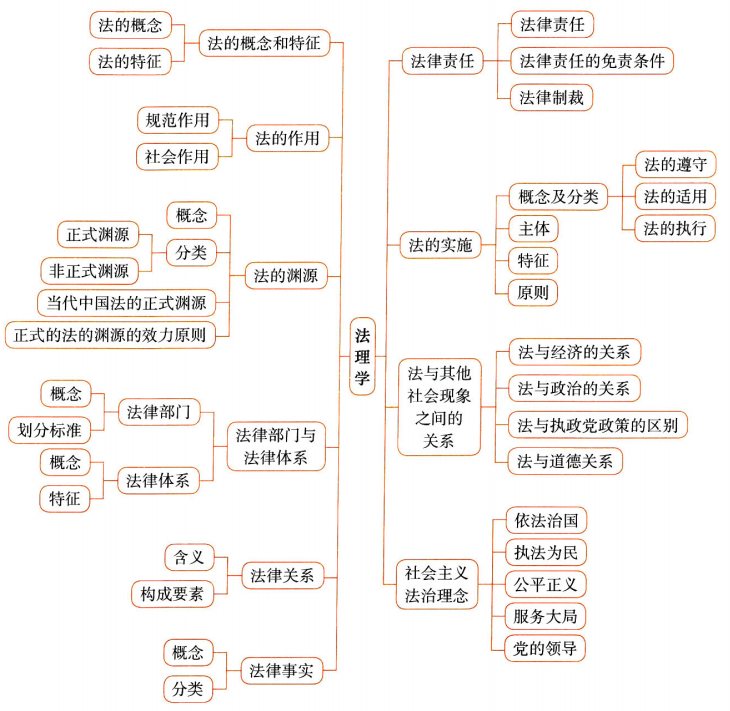 法的概念
法的特征
法的概念和特征
规范作用
社会作用
法的作用
概念
正式渊源
非正式渊源
分类
当代中国法的正式渊源
正式的法的渊源的效力原则
法的渊源
概念
划分标准
法律部门
概念
特征
法律体系
法律部门与
法律体系
含义
构成要素
法律关系
概念
分类
法律事实
法
理
学
法律责任
法律责任
法律责任的免责条件
法律制裁
法的实施
概念及分类
法的遵守
法的适用
法的执行
主体
特征
原则
法与其他
社会现象
之间的
关系
法与经济的关系
法与政治的关系
法与执政党政策的区别
法与道德关系
社会主义
法治理念
依法治国
执法为民
公平正义
服务大局
党的领导